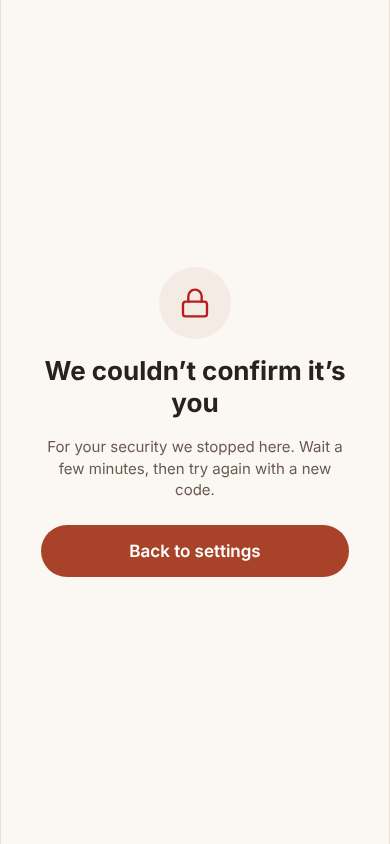 We couldn’t confirm it’s
you
For your security we stopped here. Wait a
few minutes, then try again with a new
code.
Back to settings